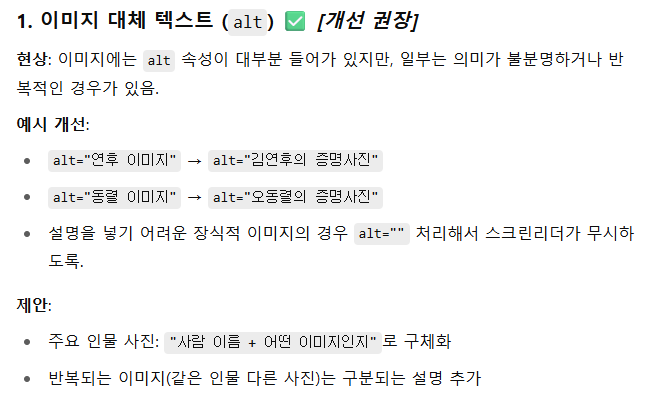 1. 이미지 대체 텍스트 (alt) ✅ [개선 권장]
현상: 이미지에는 alt 속성이 대부분 들어가 있지만, 일부는 의미가 불분명하거나 반
복적인 경우가 있음.
예시 개선:
• alt="연후 이미지" → alt="김연후의 증명사진"
• alt="동렬 이미지" → alt="오동렬의 증명사진"
• 설명을 넣기 어려운 장식적 이미지의 경우 alt="" 처리해서 스크린리더가 무시하
도록.
제안:
• 주요 인물 사진: "사람 이름 + 어떤 이미지인지"로 구체화
• 반복되는 이미지(같은 인물 다른 사진)는 구분되는 설명 추가